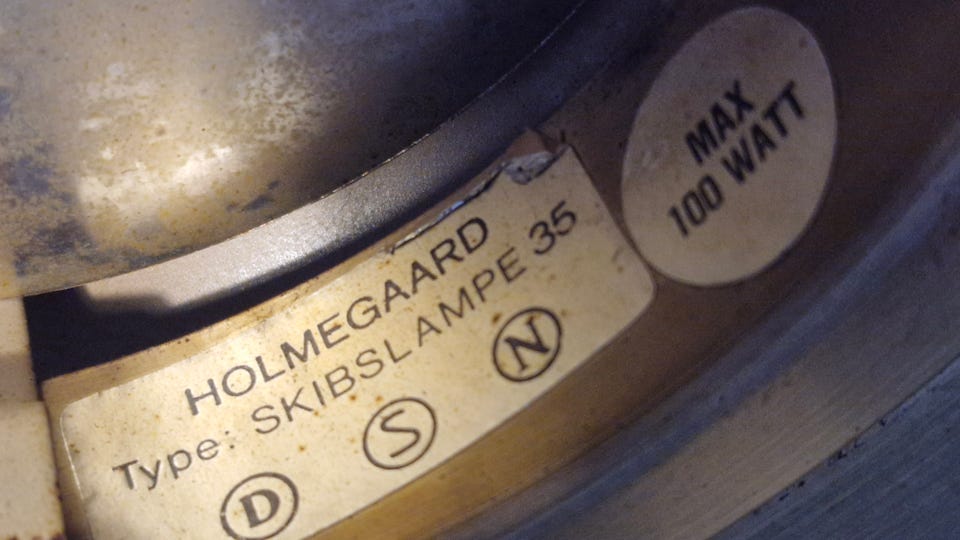 HOLMEGAARD
Type: SKIBSLAMPE 35
D S N
MAX
100 WATT